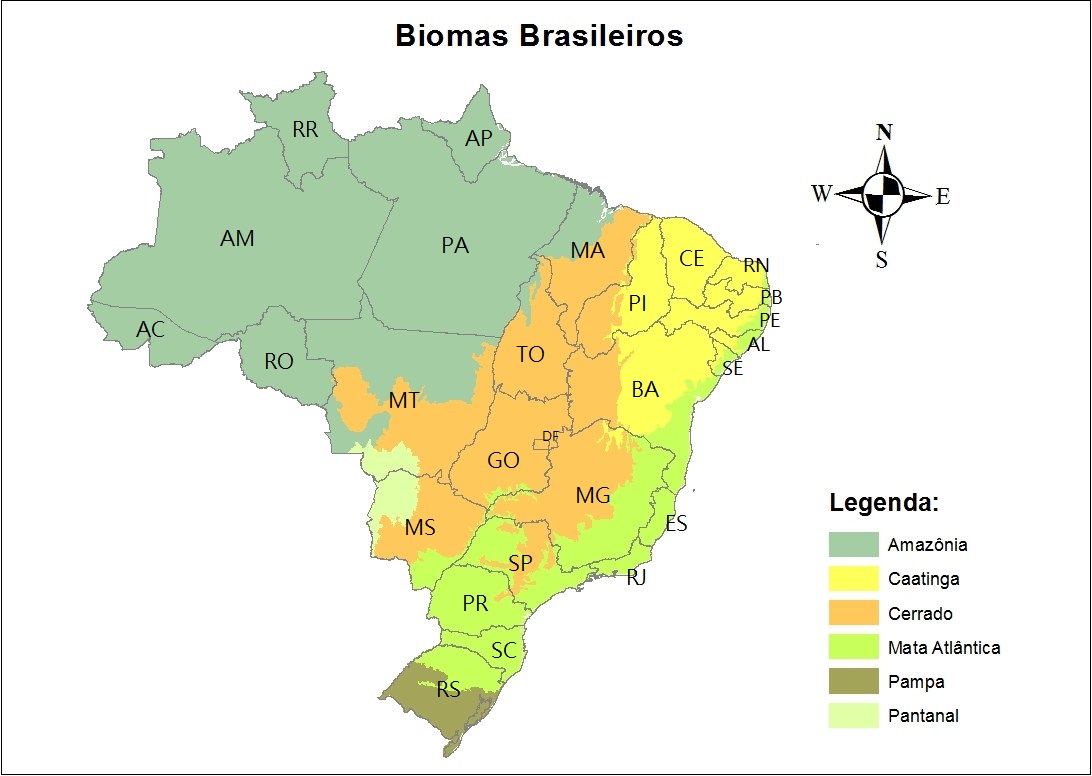 Biomas Brasileiros
N
W
E
S
RR
AP
AM
PA
MA
CE
RN
PB
PE
AL
SE
PI
AC
RO
TO
BA
MT
DF
GO
MG
ES
MS
SP
RJ
PR
SC
RS
Legenda:
Amazônia
Caatinga
Cerrado
Mata Atlântica
Pampa
Pantanal